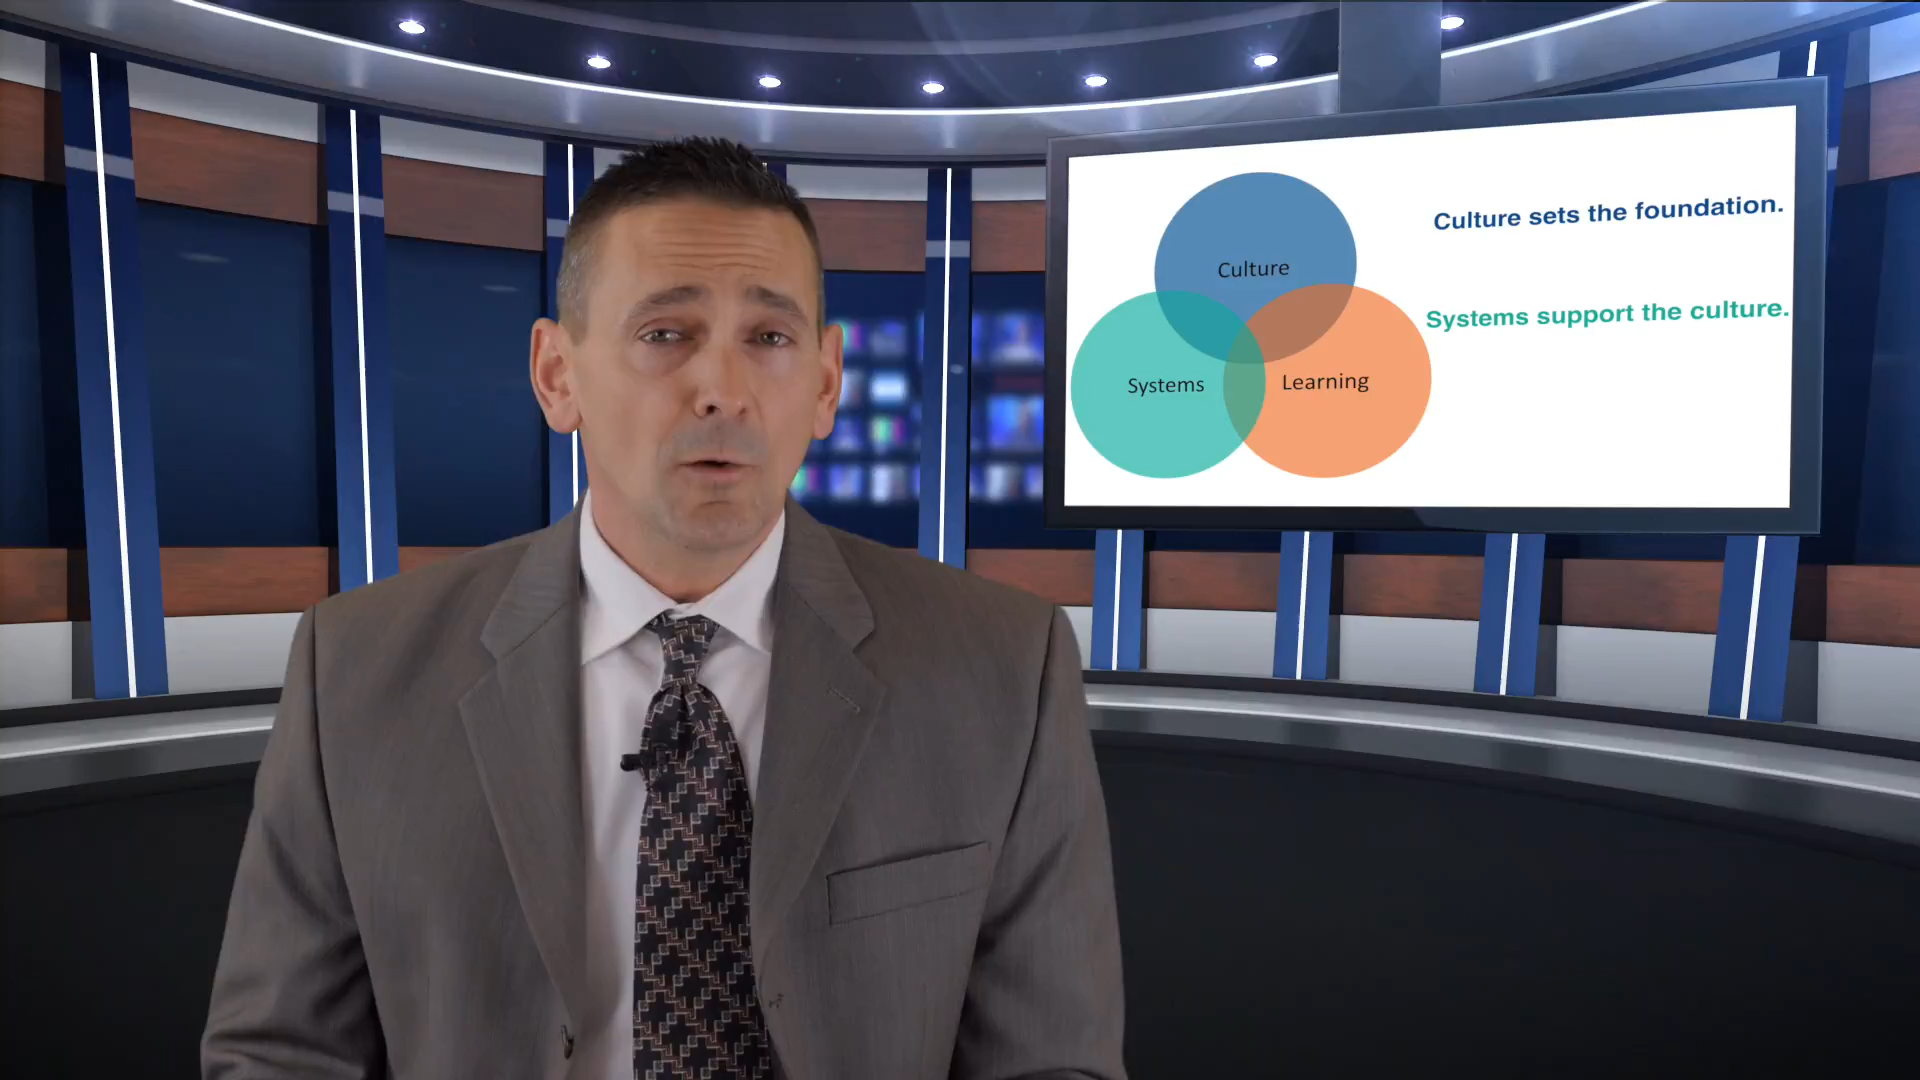 Culture
Systems
Learning
Culture sets the foundation.
Systems support the culture.